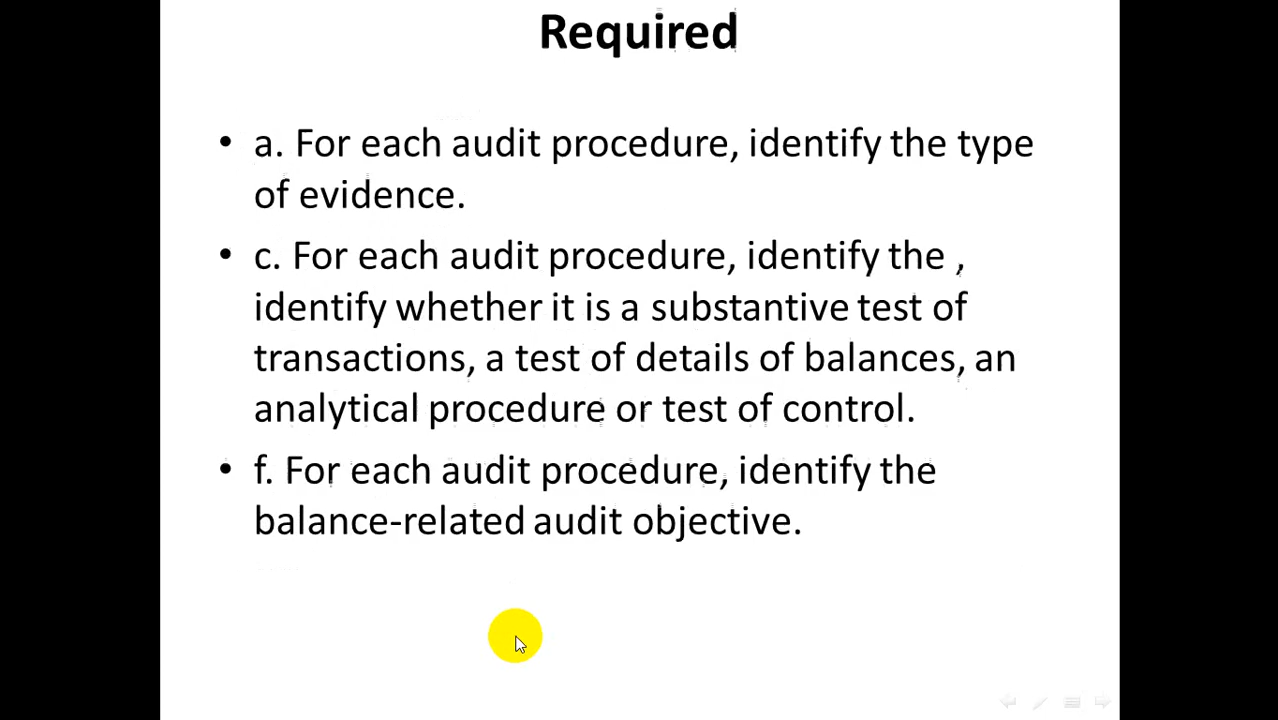 Required
• a. For each audit procedure, identify the type
of evidence.
• c. For each audit procedure, identify the ,
identify whether it is a substantive test of
transactions, a test of details of balances, an
analytical procedure or test of control.
• f. For each audit procedure, identify the
balance-related audit objective.